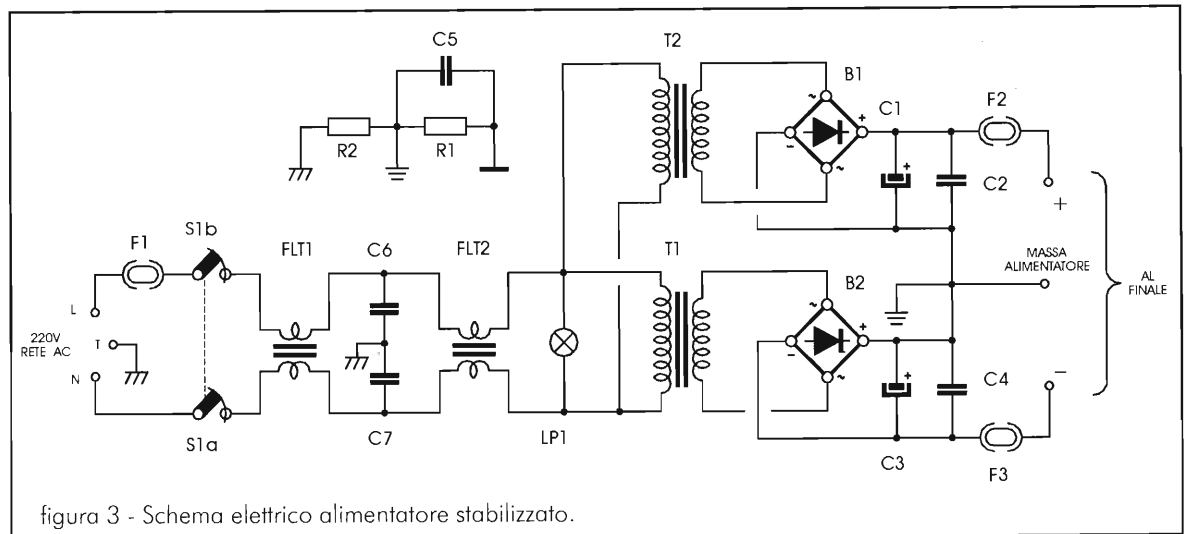 C5
T2
B1
C1
F2
R2
R1
C2
+
~
+
-
~
+
F1
S1b
FLT1
C6
FLT2
T1
B2
MASSA
ALIMENTATORE
AL
FINALE
L
220V
RETE AC
T
N
~
+
-
~
+
C4
-
S1a
C7
LP1
C3
F3
figura 3 - Schema elettrico alimentatore stabilizzato.